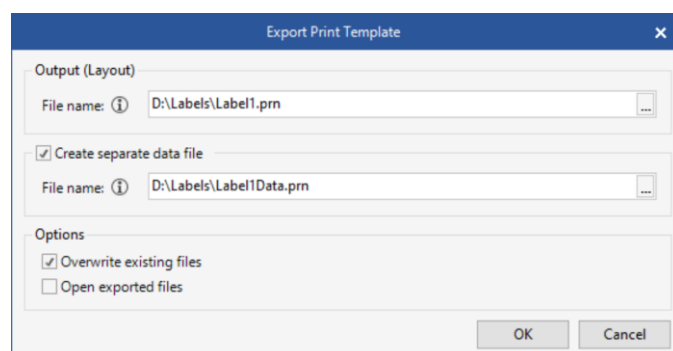 Export Print Template
Output (Layout)
File name: D:\Labels\Label1.prn ...
Create separate data file
File name: D:\Labels\Label1Data.prn ...
Options
Overwrite existing files
Open exported files
OK Cancel